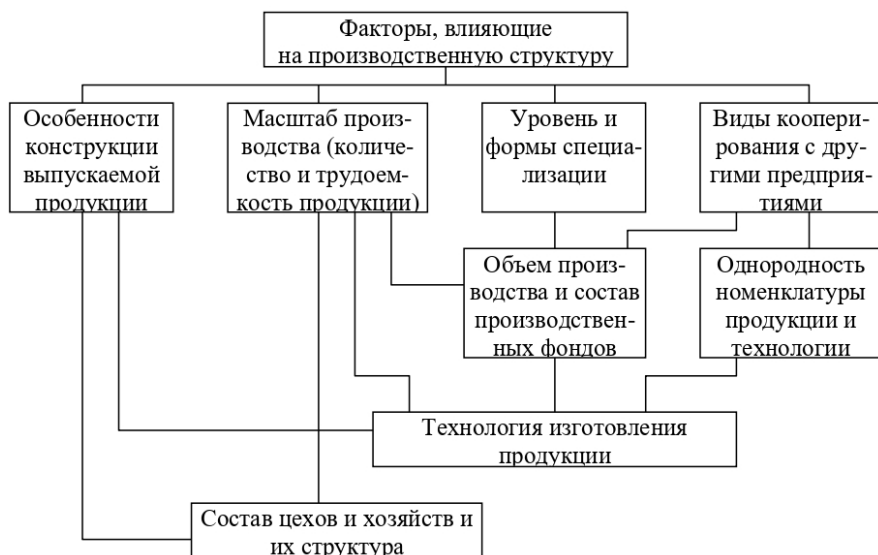 Факторы, влияющие
на производственную структуру
Особенности
конструкции
выпускаемой
продукции
Масштаб произ-
водства (количе-
ство и трудоем-
кость продукции)
Уровень и
формы специа-
лизации
Виды коопери-
рования с дру-
гими предприя-
тиями
Объем произ-
водства и состав
производствен-
ных фондов
Однородность
номенклатуры
продукции и
технологии
Технология изготовления
продукции
Состав цехов и хозяйств и
их структура